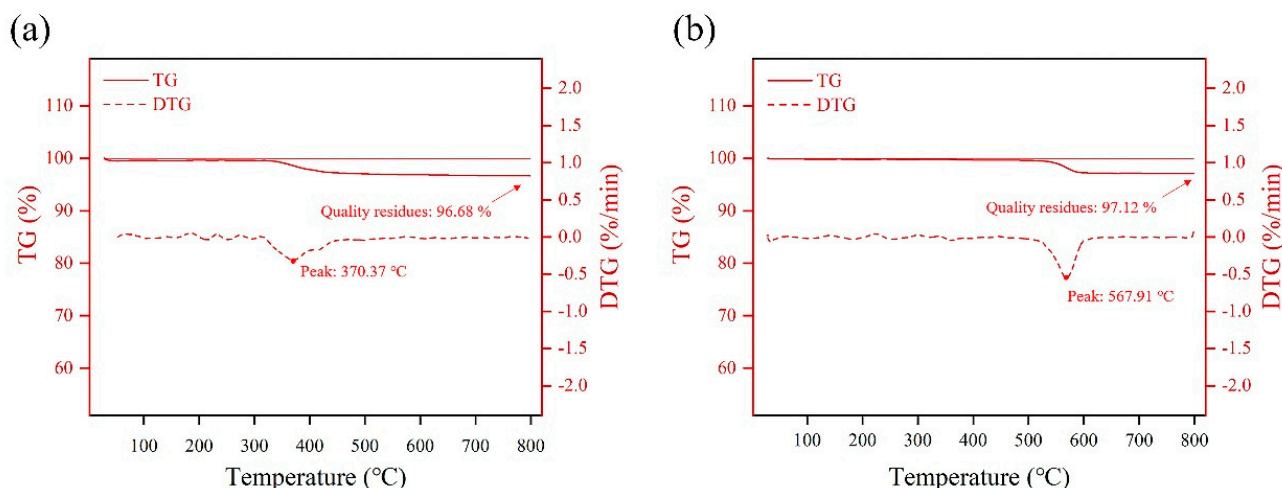 (a)
TG
DTG
110
100
90
80
70
60
TG (%)
2.0
1.5
1.0
0.5
0.0
-0.5
-1.0
-1.5
-2.0
DTG (%/min)
Quality residues: 96.68 %
Peak: 370.37 °C
100 200 300 400 500 600 700 800
Temperature (°C)
(b)
TG
DTG
110
100
90
80
70
60
TG (%)
2.0
1.5
1.0
0.5
0.0
-0.5
-1.0
-1.5
-2.0
DTG (%/min)
Quality residues: 97.12 %
Peak: 567.91 °C
100 200 300 400 500 600 700 800
Temperature (°C)